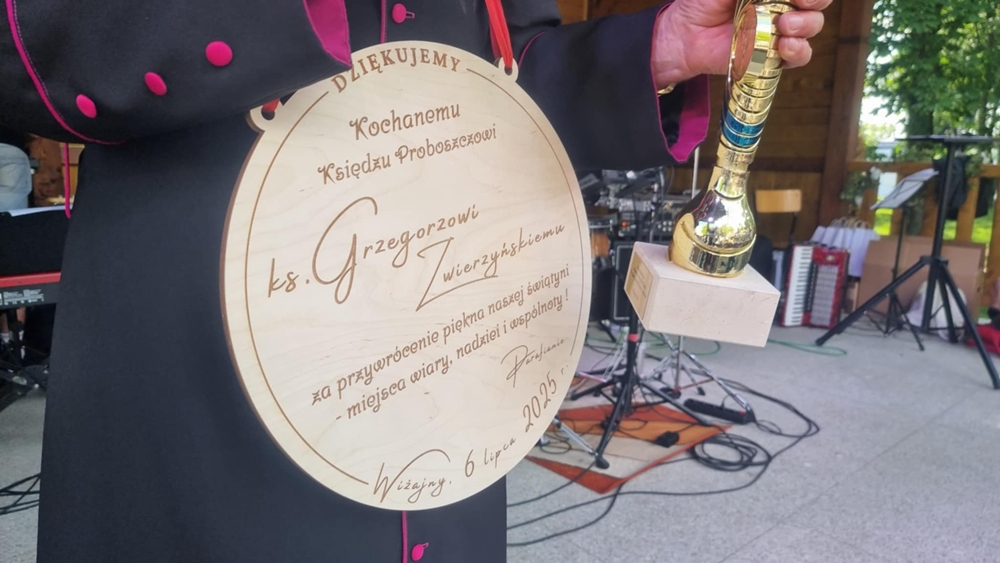 DZIĘKUJEMY
Kochanemu
Księdzu Proboszczowi
ks. Grzegorzowi
Zwierzyńskiemu
za przywrócenie piękna naszej świątyni
- miejsca wiary, nadziei i wspólnoty!
Parafianie
Wiżajny, 6 lipca 2025 r.